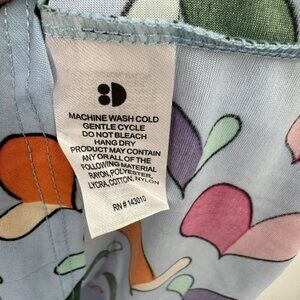 MACHINE WASH COLD
GENTLE CYCLE
DO NOT BLEACH
HANG DRY
PRODUCT MAY CONTAIN
ANY OR ALL OF THE
FOLLOWING MATERIAL
RAYON, POLYESTER,
LYCRA, COTTON, NYLON
RN # 143010